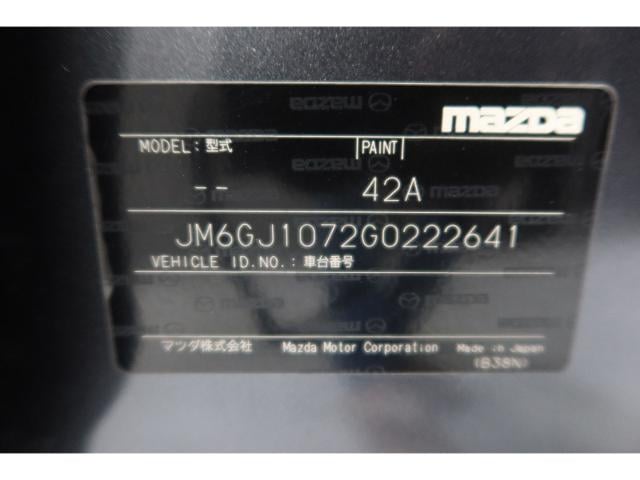 mazda
MODEL: 型式 PAINT
-- 42A
JM6GJ1072G0222641
VEHICLE ID.NO.: 車台番号
マツダ株式会社 Mazda Motor Corporation Made in Japan
(B38N)